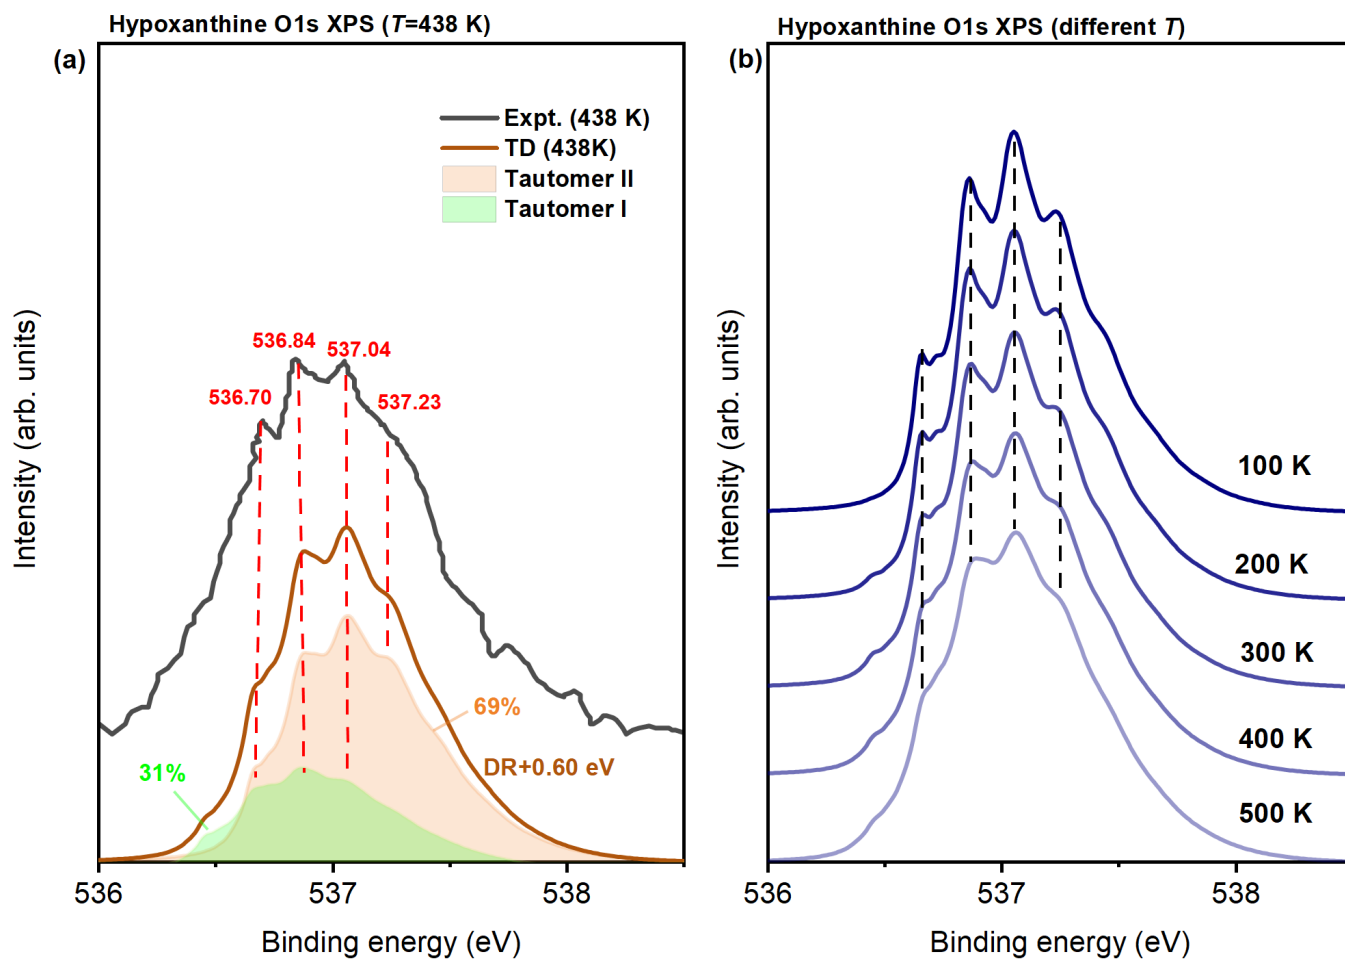 Hypoxanthine O1s XPS (T=438 K)
(a)
Expt. (438 K)
TD (438K)
Tautomer II
Tautomer I
536.84
537.04
536.70
537.23
69%
DR+0.60 eV
31%
Intensity (arb. units)
536
537
538
Binding energy (eV)
Hypoxanthine O1s XPS (different T)
(b)
100 K
200 K
300 K
400 K
500 K
Intensity (arb. units)
536
537
538
Binding energy (eV)